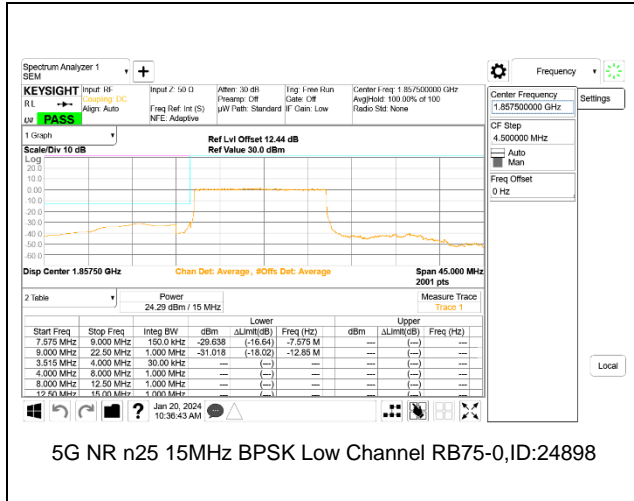 Spectrum Analyzer 1
SEM
Frequency
KEYSIGHT
RL
PASS
Input: RF
Coupling: DC
Align: Auto
Input Z: 50 Ω
Freq Ref: Int (S)
NFE: Adaptive
Atten: 30 dB
Preamp: Off
µW Path: Standard
Trig: Free Run
Gate: Off
IF Gain: Low
Center Freq: 1.857500000 GHz
Avg|Hold: 100.00% of 100
Radio Std: None
Center Frequency
1.857500000 GHz
Settings
CF Step
4.500000 MHz
Auto
Man
Freq Offset
0 Hz
1 Graph
Scale/Div 10 dB
Ref Lvl Offset 12.44 dB
Ref Value 30.0 dBm
Log
20.0
10.0
0.00
-10.0
-20.0
-30.0
-40.0
-50.0
-60.0
Disp Center 1.85750 GHz
Chan Det: Average, #Offs Det: Average
Span 45.000 MHz
2001 pts
2 Table
Power
24.29 dBm / 15 MHz
Measure Trace
Trace 1
Lower Upper
Start Freq Stop Freq Integ BW dBm ΔLimit(dB) Freq (Hz) dBm ΔLimit(dB) Freq (Hz)
7.575 MHz 9.000 MHz 150.0 kHz -29.638 (-16.64) -7.575 M --- (---) ---
9.000 MHz 22.50 MHz 1.000 MHz -31.018 (-18.02) -12.85 M --- (---) ---
3.515 MHz 4.000 MHz 30.00 kHz --- (---) --- --- (---) ---
4.000 MHz 8.000 MHz 1.000 MHz --- (---) --- --- (---) ---
8.000 MHz 12.50 MHz 1.000 MHz --- (---) --- --- (---) ---
12.50 MHz 15.00 MHz 1.000 MHz --- (---) --- --- (---) ---
Local
Jan 20, 2024
10:36:43 AM
5G NR n25 15MHz BPSK Low Channel RB75-0,ID:24898